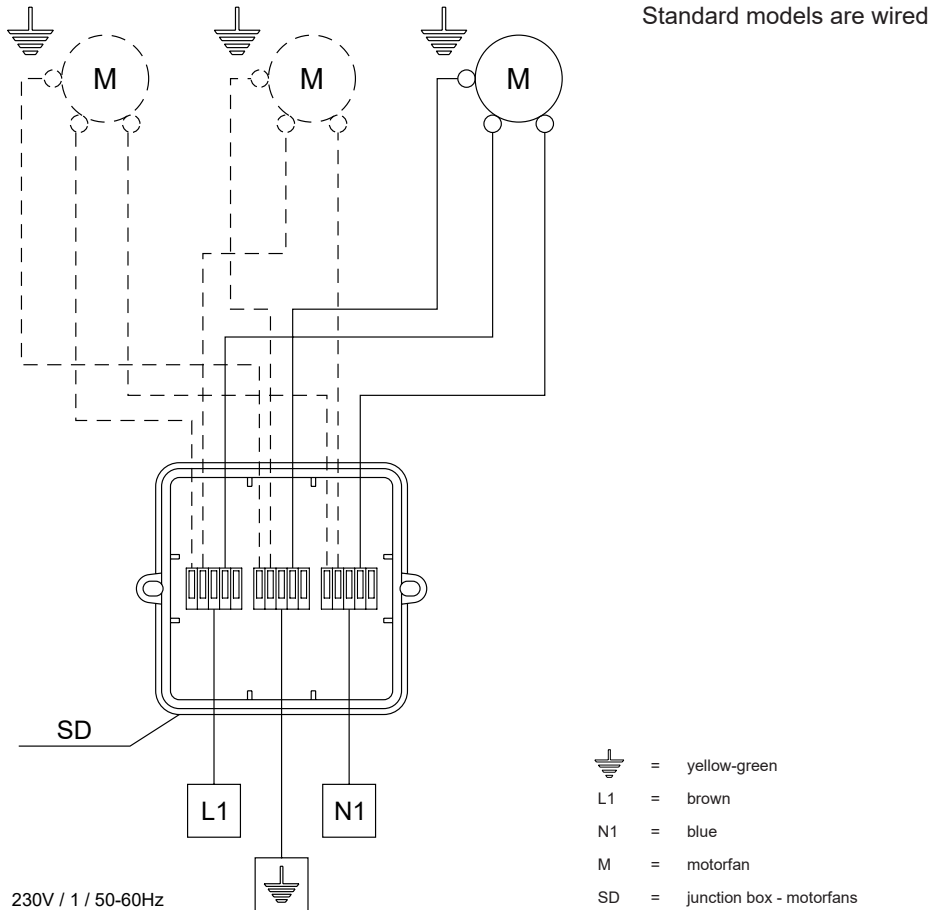 Standard models are wired
M M M
SD
L1 N1
230V / 1 / 50-60Hz
= yellow-green
L1 = brown
N1 = blue
M = motorfan
SD = junction box - motorfans